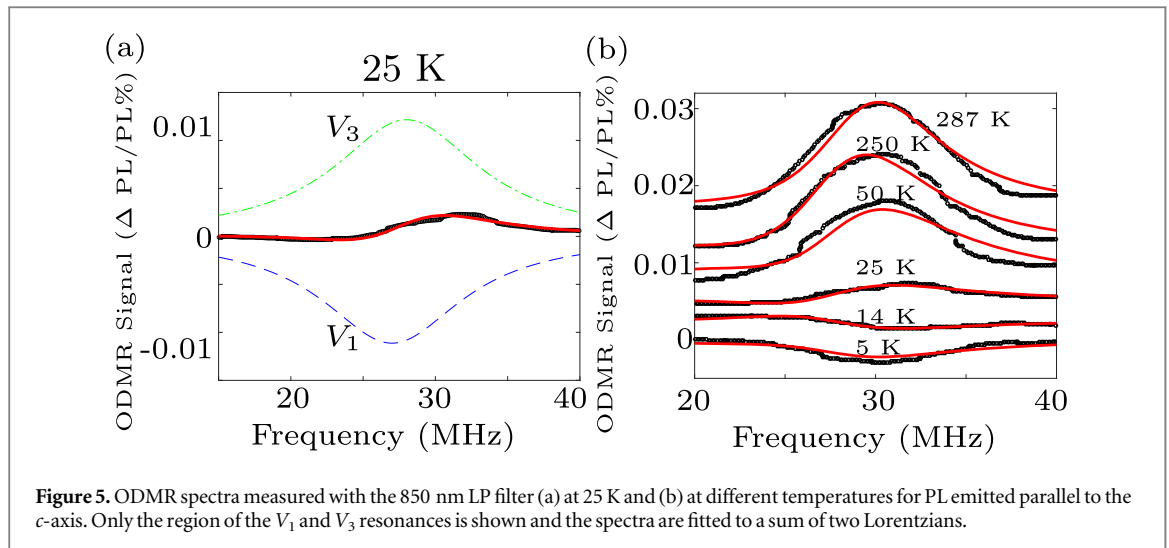 (a)
25 K
ODMR Signal (Δ PL/PL%)
0.01
0
-0.01
V3
V1
20
30
40
Frequency (MHz)
(b)
ODMR Signal (Δ PL/PL%)
0.03
0.02
0.01
0
287 K
250 K
50 K
25 K
14 K
5 K
20
30
40
Frequency (MHz)
Figure 5. ODMR spectra measured with the 850 nm LP filter (a) at 25 K and (b) at different temperatures for PL emitted parallel to the
c-axis. Only the region of the V1 and V3 resonances is shown and the spectra are fitted to a sum of two Lorentzians.